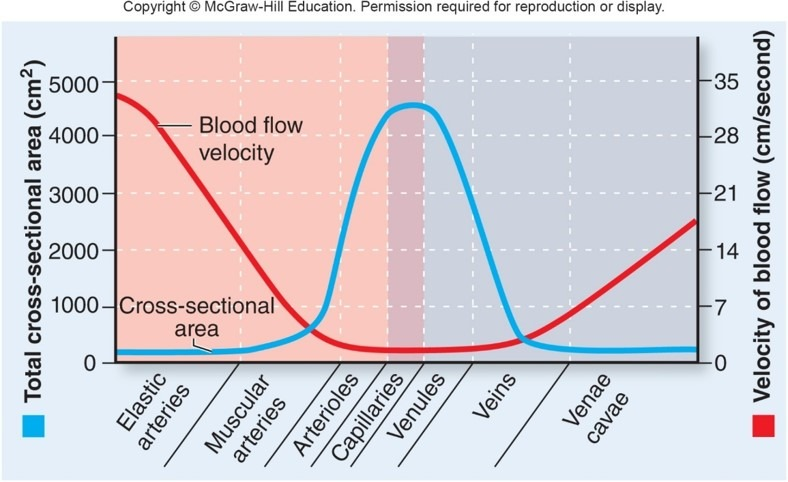 Copyright © McGraw-Hill Education. Permission required for reproduction or display.
Total cross-sectional area (cm²)
5000
4000
3000
2000
1000
0
Blood flow
velocity
Cross-sectional
area
35
28
21
14
7
0
Velocity of blood flow (cm/second)
Elastic
arteries
Muscular
arteries
Arterioles
Capillaries
Venules
Veins
Venae
cavae